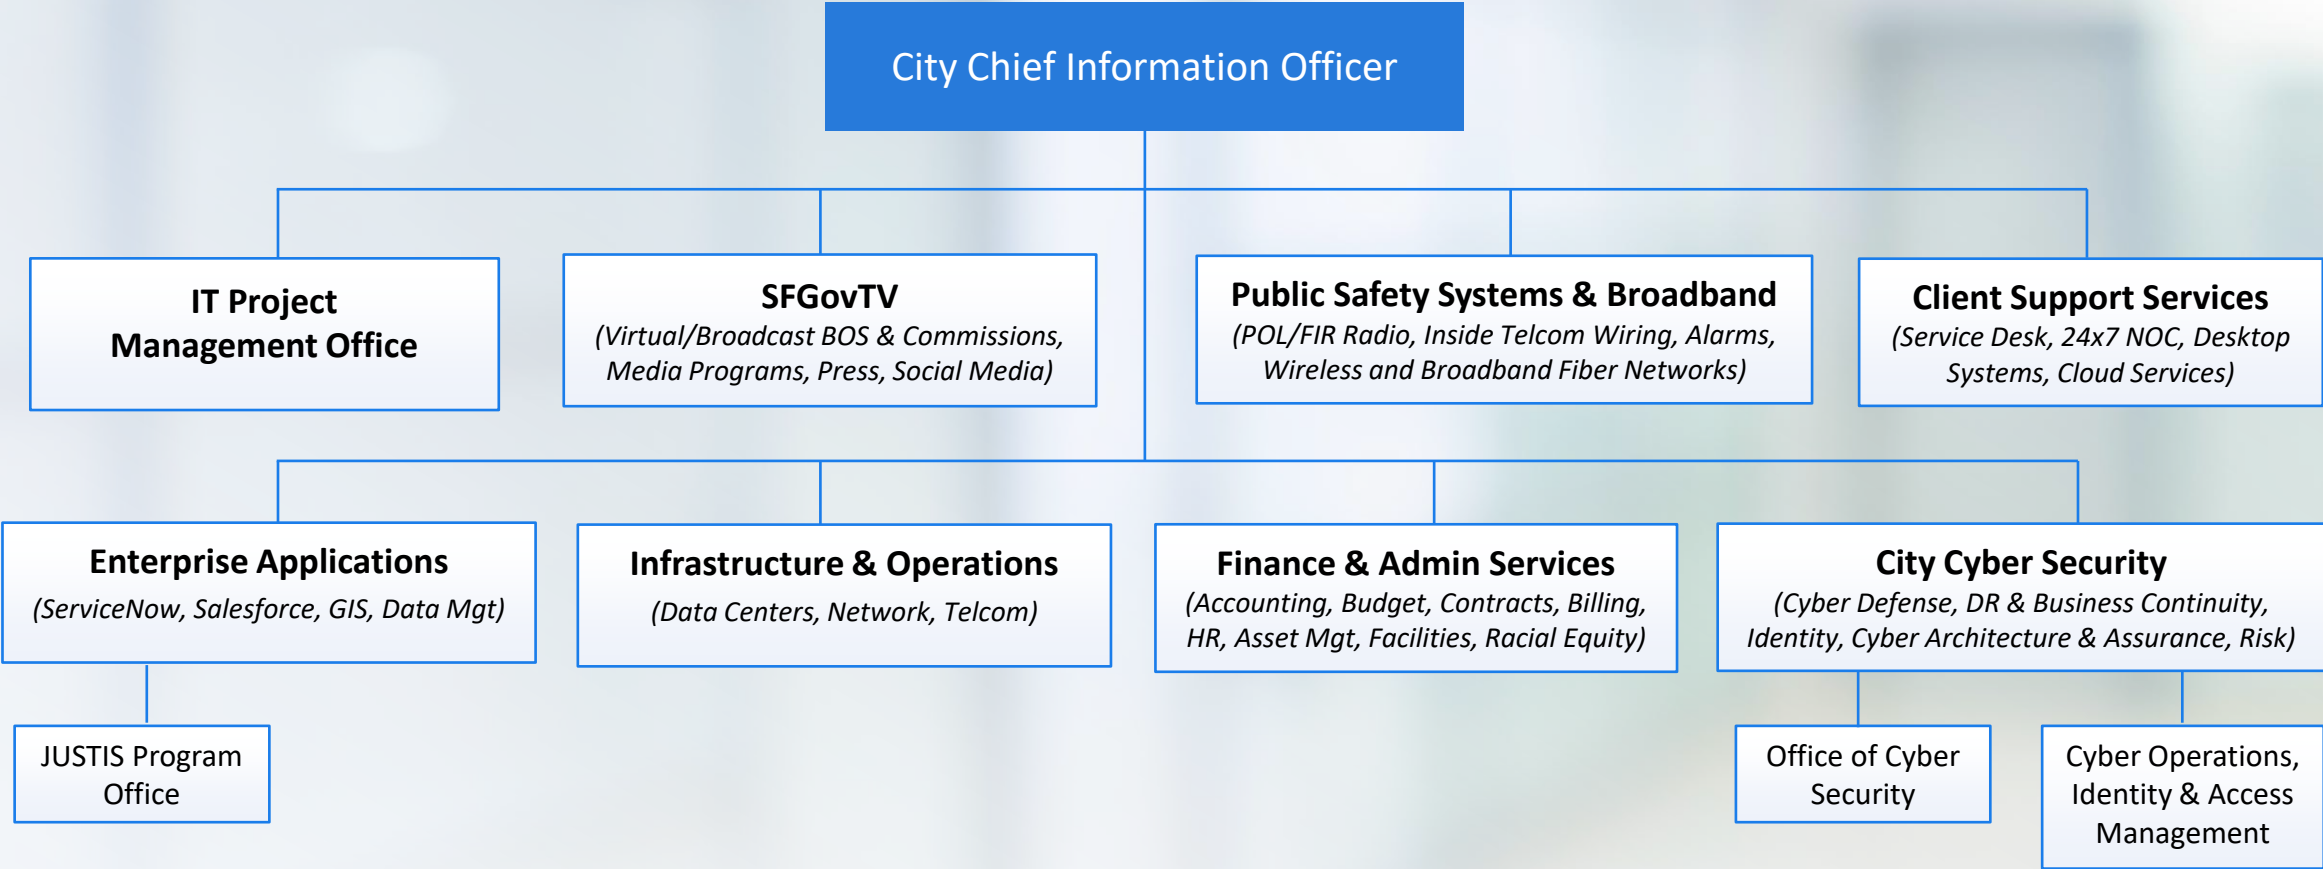 City Chief Information Officer
IT Project
Management Office
SFGovTV
(Virtual/Broadcast BOS & Commissions,
Media Programs, Press, Social Media)
Public Safety Systems & Broadband
(POL/FIR Radio, Inside Telcom Wiring, Alarms,
Wireless and Broadband Fiber Networks)
Client Support Services
(Service Desk, 24x7 NOC, Desktop
Systems, Cloud Services)
Enterprise Applications
(ServiceNow, Salesforce, GIS, Data Mgt)
Infrastructure & Operations
(Data Centers, Network, Telcom)
Finance & Admin Services
(Accounting, Budget, Contracts, Billing,
HR, Asset Mgt, Facilities, Racial Equity)
City Cyber Security
(Cyber Defense, DR & Business Continuity,
Identity, Cyber Architecture & Assurance, Risk)
JUSTIS Program
Office
Office of Cyber
Security
Cyber Operations,
Identity & Access
Management